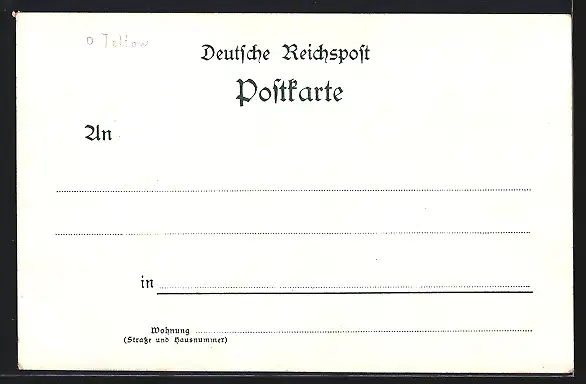 Teltow
Deutsche Reichspost
Postkarte
An
in
Wohnung
(Straße und Hausnummer)